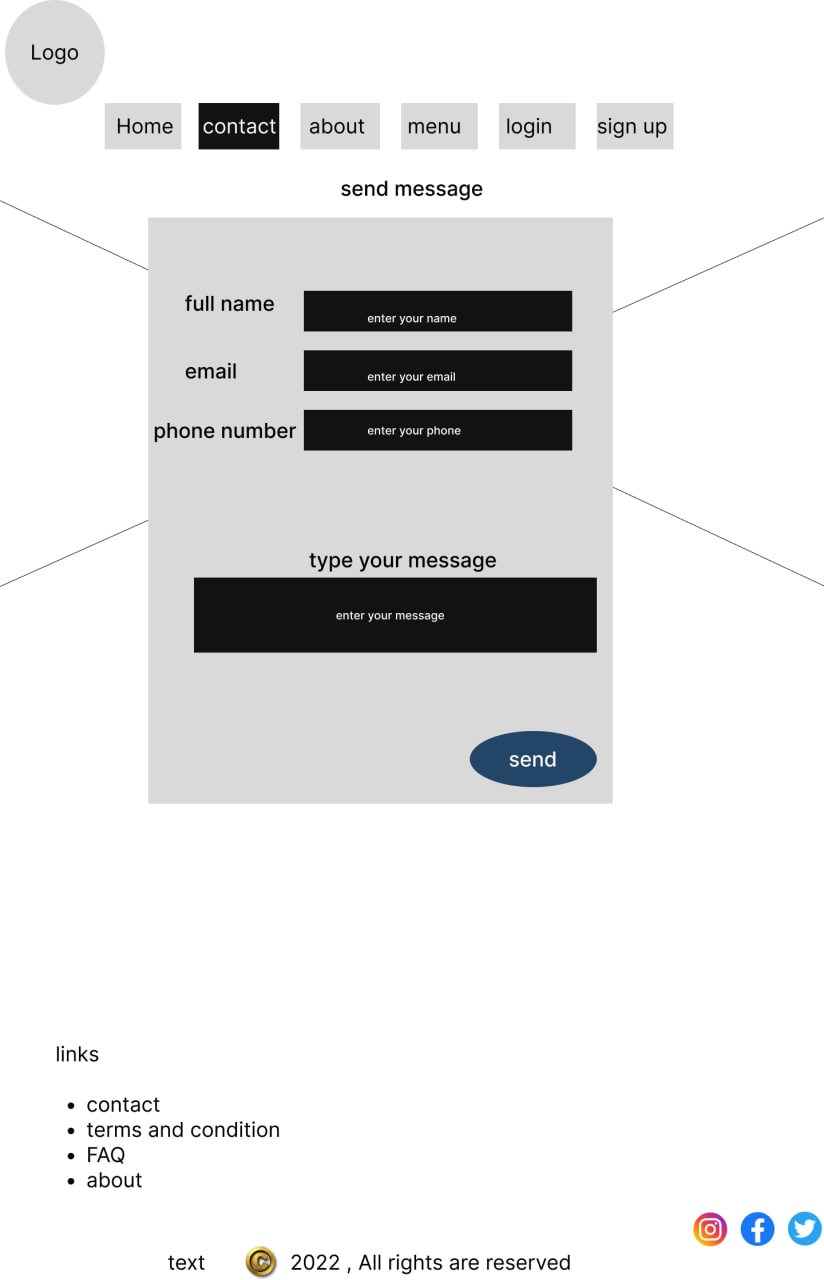 Logo
Home contact about menu login sign up
send message
full name enter your name
email enter your email
phone number enter your phone
type your message
enter your message
send
links
• contact
• terms and condition
• FAQ
• about
text © 2022 , All rights are reserved